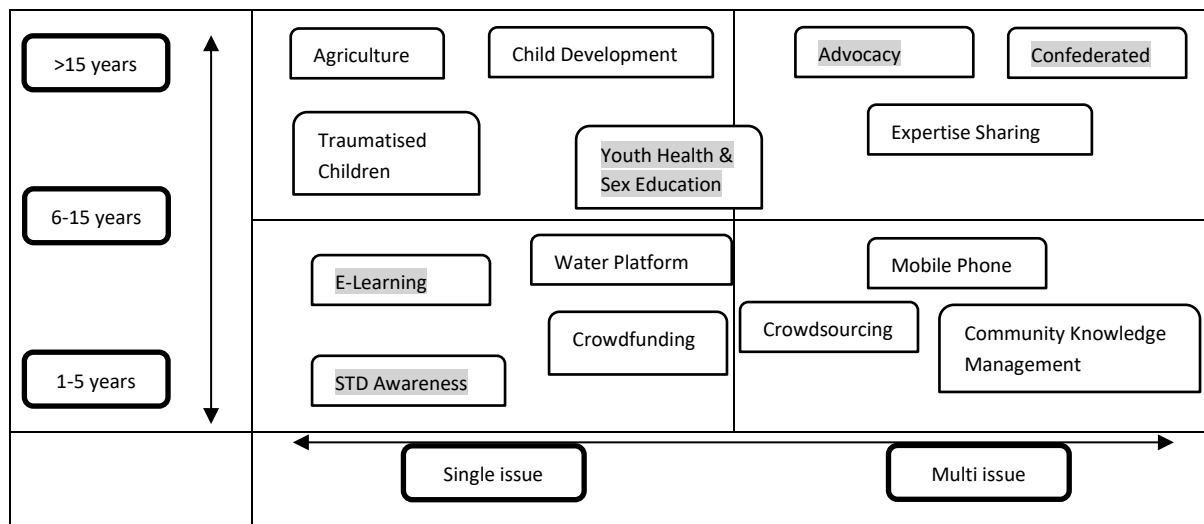 >15 years
Agriculture
Child Development
Advocacy
Confederated
Traumatised
Children
Youth Health &
Sex Education
Expertise Sharing
6-15 years
E-Learning
Water Platform
Mobile Phone
Crowdfunding
Crowdsourcing
Community Knowledge
Management
1-5 years
STD Awareness
Single issue
Multi issue